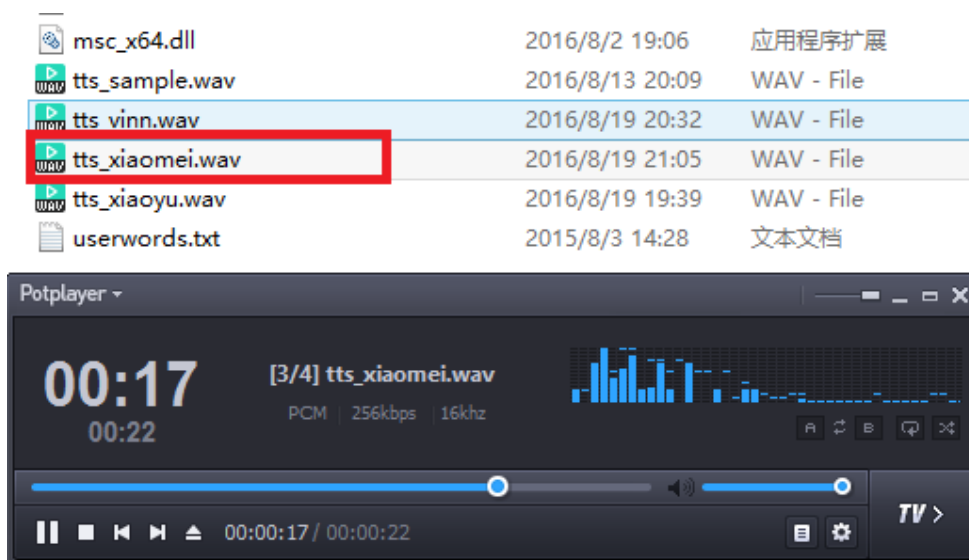 msc_x64.dll 2016/8/2 19:06 应用程序扩展
WAV tts_sample.wav 2016/8/13 20:09 WAV - File
WAV tts_vinn.wav 2016/8/19 20:32 WAV - File
WAV tts_xiaomei.wav 2016/8/19 21:05 WAV - File
WAV tts_xiaoyu.wav 2016/8/19 19:39 WAV - File
userwords.txt 2015/8/3 14:28 文本文档
Potplayer
00:17 [3/4] tts_xiaomei.wav
00:22 PCM 256kbps 16khz
A B
TV >
00:00:17 / 00:00:22